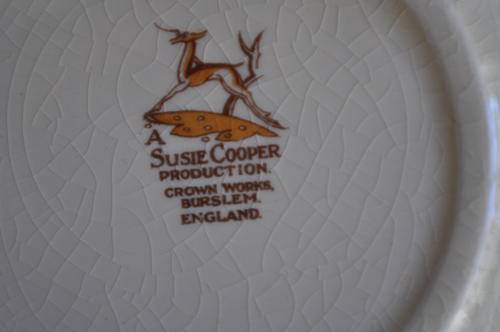 A
SUSIE COOPER
PRODUCTION.
CROWN WORKS,
BURSLEM.
ENGLAND.